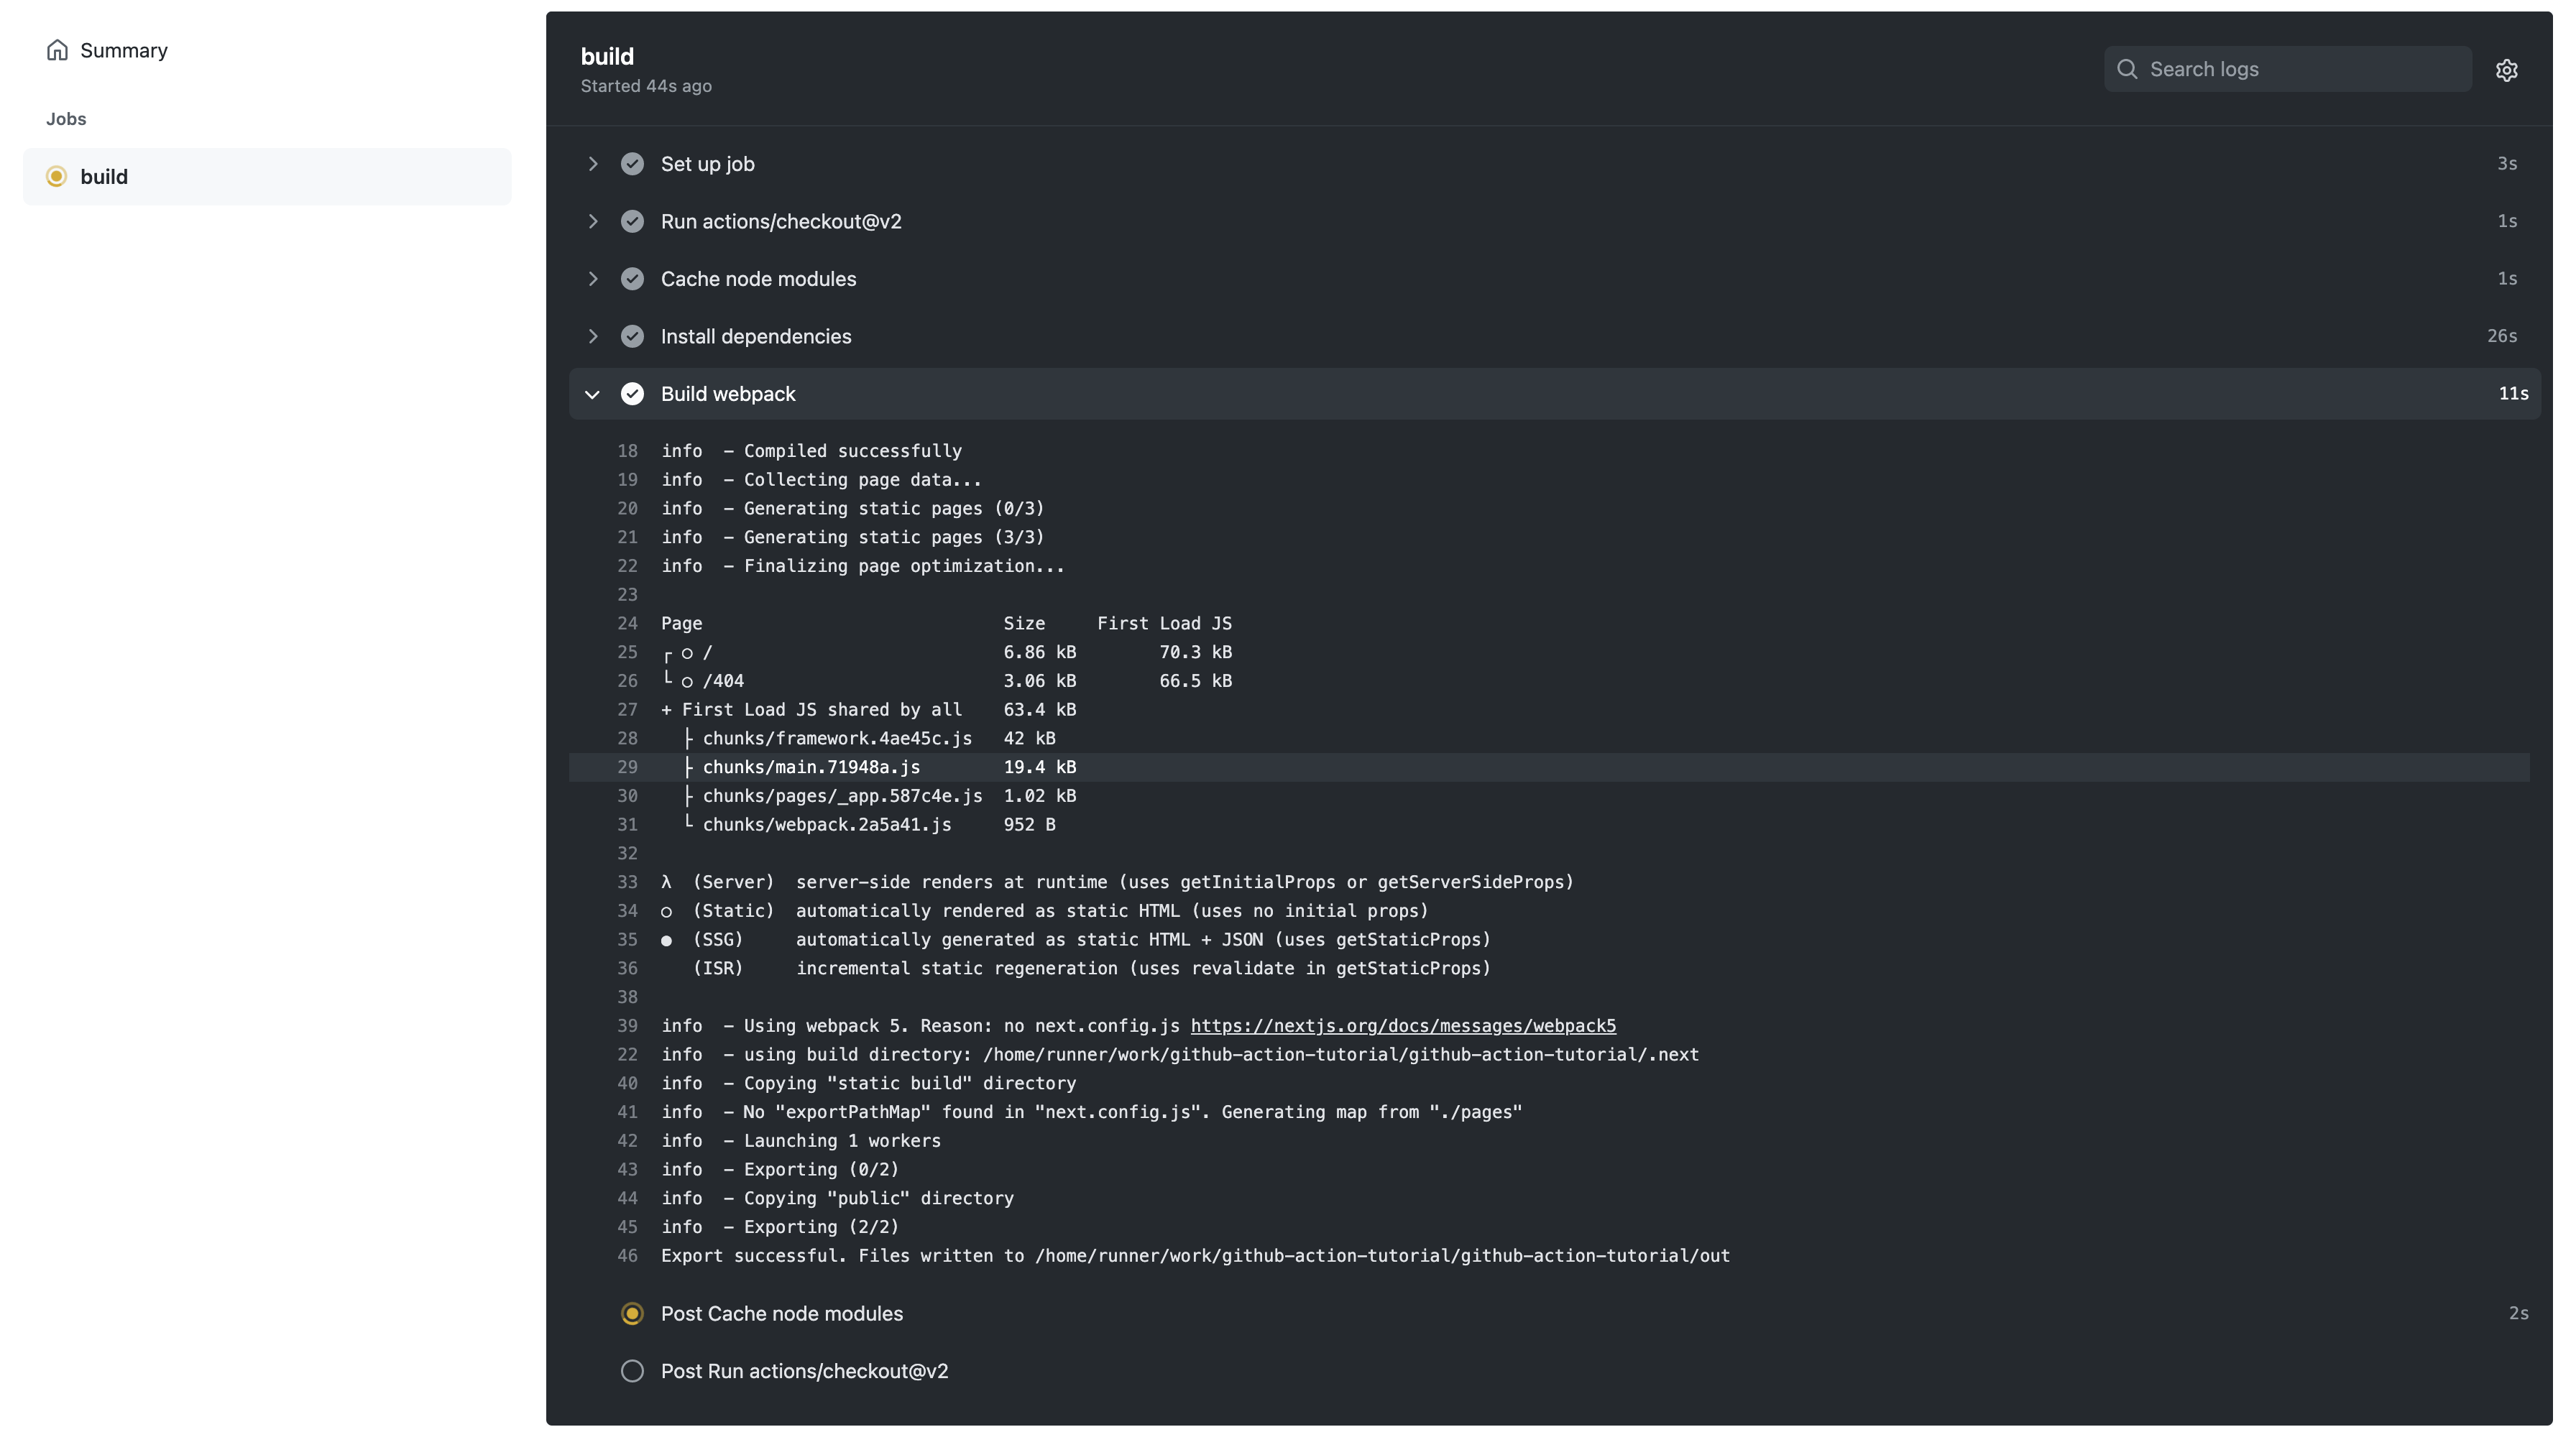 Summary
Jobs
build
build
Started 44s ago
Search logs
Set up job 3s
Run actions/checkout@v2 1s
Cache node modules 1s
Install dependencies 26s
Build webpack 11s
18 info  - Compiled successfully
19 info  - Collecting page data...
20 info  - Generating static pages (0/3)
21 info  - Generating static pages (3/3)
22 info  - Finalizing page optimization...
23
24 Page                             Size     First Load JS
25 ┌ ○ /                            6.86 kB        70.3 kB
26 └ ○ /404                         3.06 kB        66.5 kB
27 + First Load JS shared by all    63.4 kB
28   ├ chunks/framework.4ae45c.js   42 kB
29   ├ chunks/main.71948a.js        19.4 kB
30   ├ chunks/pages/_app.587c4e.js  1.02 kB
31   └ chunks/webpack.2a5a41.js     952 B
32
33 λ  (Server)  server-side renders at runtime (uses getInitialProps or getServerSideProps)
34 ○  (Static)  automatically rendered as static HTML (uses no initial props)
35 ●  (SSG)     automatically generated as static HTML + JSON (uses getStaticProps)
36    (ISR)     incremental static regeneration (uses revalidate in getStaticProps)
38
39 info  - Using webpack 5. Reason: no next.config.js https://nextjs.org/docs/messages/webpack5
22 info  - using build directory: /home/runner/work/github-action-tutorial/github-action-tutorial/.next
40 info  - Copying "static build" directory
41 info  - No "exportPathMap" found in "next.config.js". Generating map from "./pages"
42 info  - Launching 1 workers
43 info  - Exporting (0/2)
44 info  - Copying "public" directory
45 info  - Exporting (2/2)
46 Export successful. Files written to /home/runner/work/github-action-tutorial/github-action-tutorial/out
Post Cache node modules 2s
Post Run actions/checkout@v2